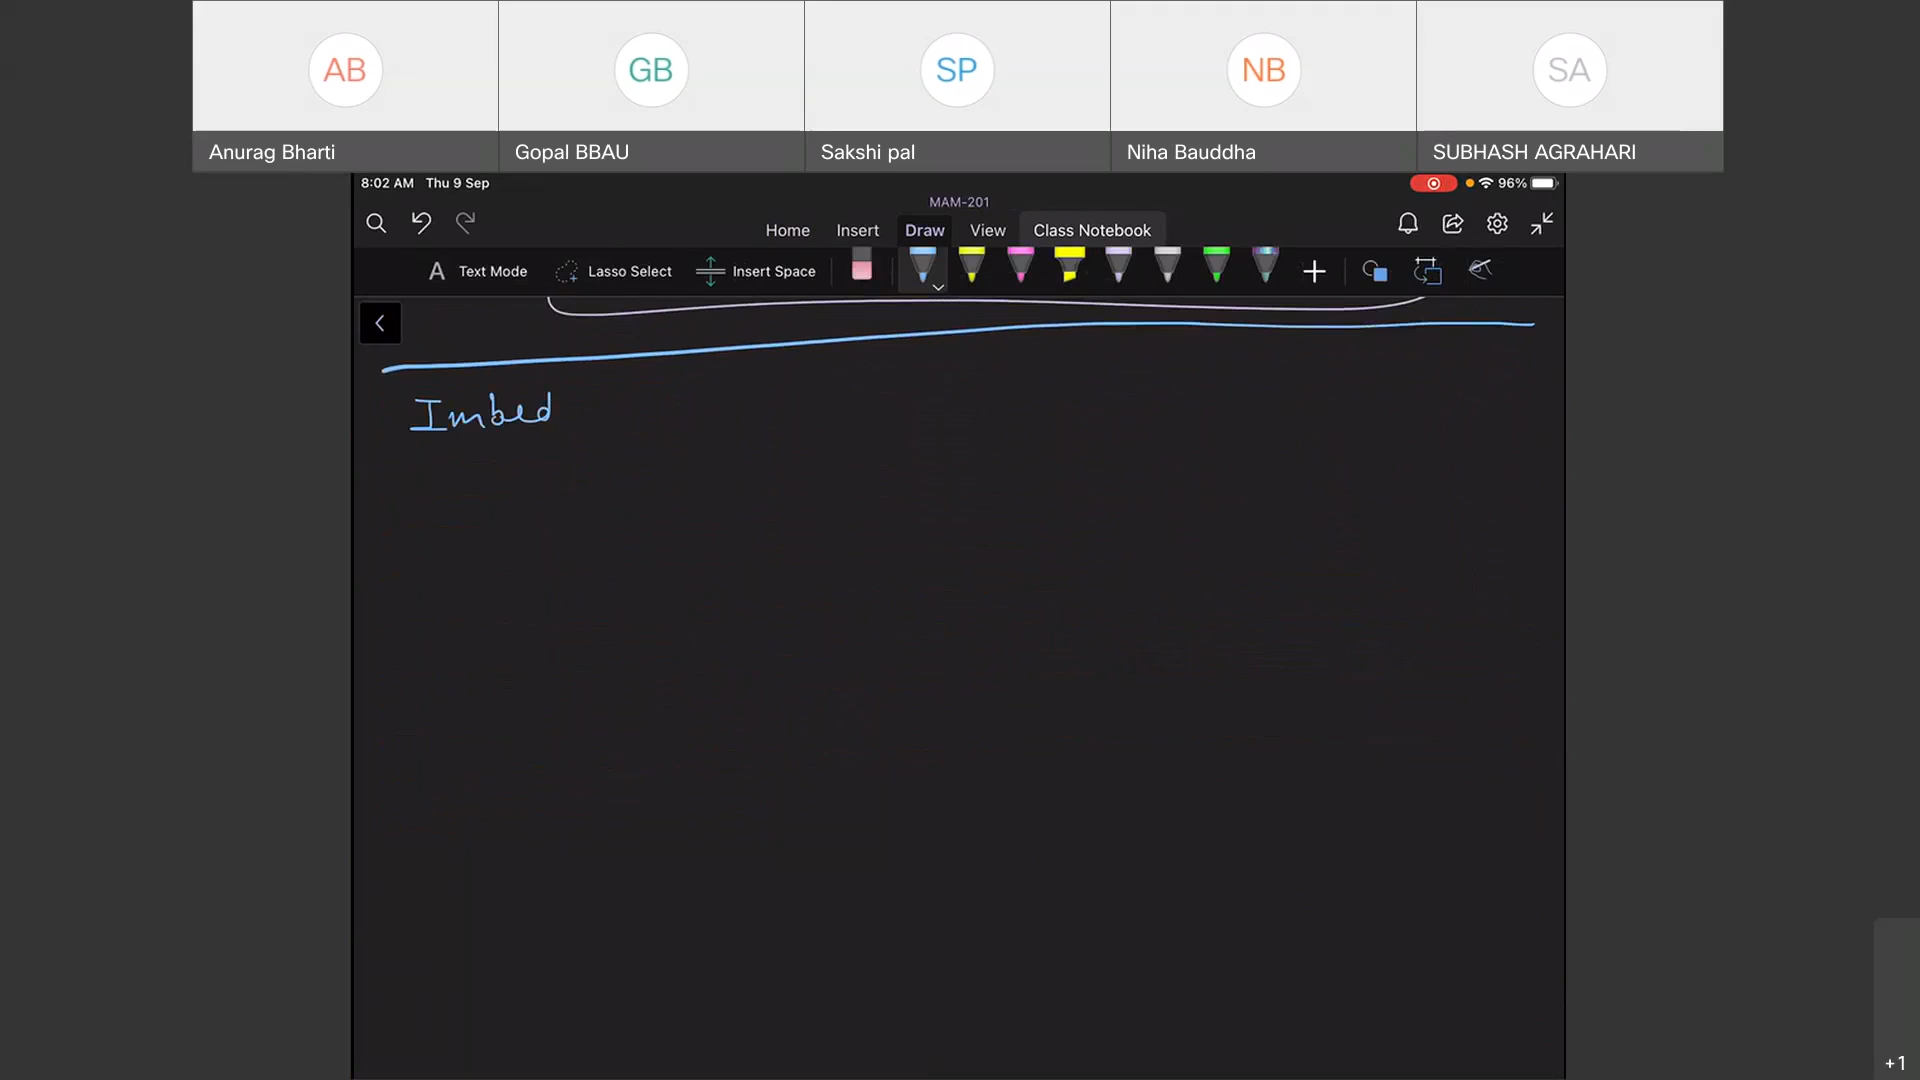 AB GB SP NB SA
Anurag Bharti Gopal BBAU Sakshi pal Niha Bauddha SUBHASH AGRAHARI
8:02 AM Thu 9 Sep 96%
MAM-201
Home Insert Draw View Class Notebook
A Text Mode Lasso Select Insert Space
Imbed
+1